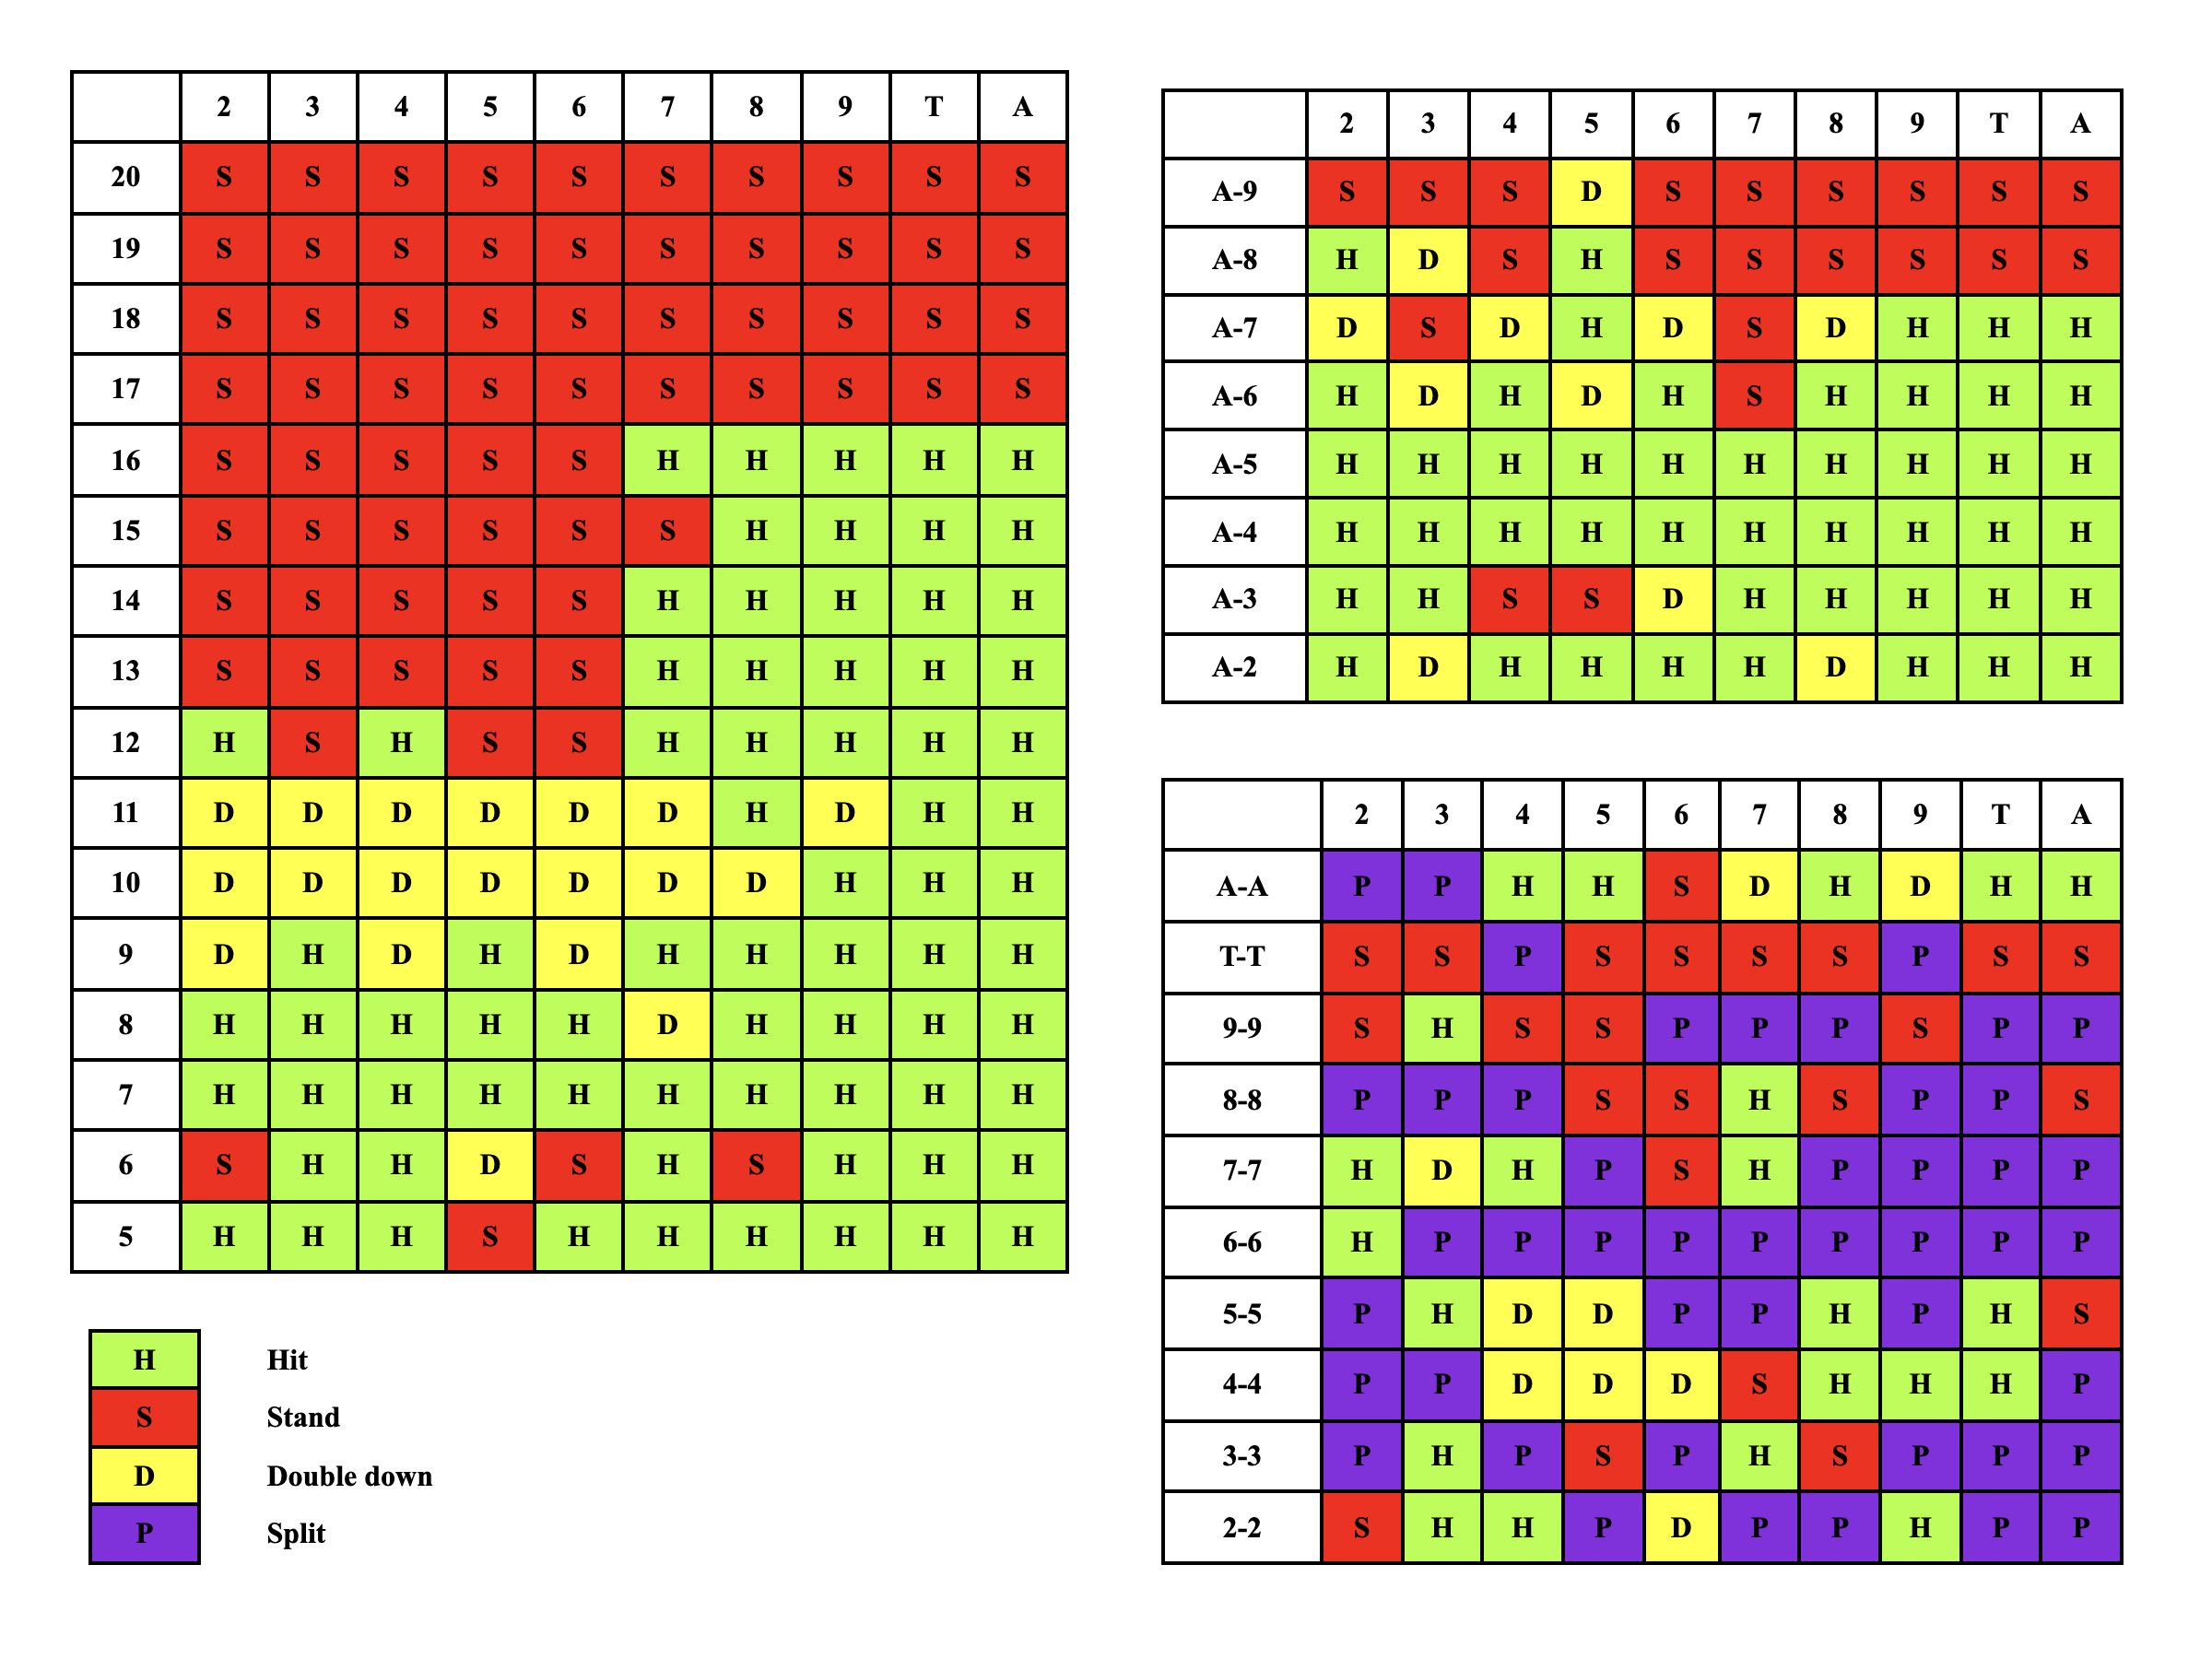 2 3 4 5 6 7 8 9 T A
20 S S S S S S S S S S
19 S S S S S S S S S S
18 S S S S S S S S S S
17 S S S S S S S S S S
16 S S S S S H H H H H
15 S S S S S S H H H H
14 S S S S S H H H H H
13 S S S S S H H H H H
12 H S H S S H H H H H
11 D D D D D D H D H H
10 D D D D D D D H H H
9 D H D H D H H H H H
8 H H H H H D H H H H
7 H H H H H H H H H H
6 S H H D S H S H H H
5 H H H S H H H H H H
H Hit
S Stand
D Double down
P Split
2 3 4 5 6 7 8 9 T A
A-9 S S S D S S S S S S
A-8 H D S H S S S S S S
A-7 D S D H D S D H H H
A-6 H D H D H S H H H H
A-5 H H H H H H H H H H
A-4 H H H H H H H H H H
A-3 H H S S D H H H H H
A-2 H D H H H H D H H H
2 3 4 5 6 7 8 9 T A
A-A P P H H S D H D H H
T-T S S P S S S S P S S
9-9 S H S S P P P S P P
8-8 P P P S S H S P P S
7-7 H D H P S H P P P P
6-6 H P P P P P P P P P
5-5 P H D D P P H P H S
4-4 P P D D D S H H H P
3-3 P H P S P H S P P P
2-2 S H H P D P P H P P